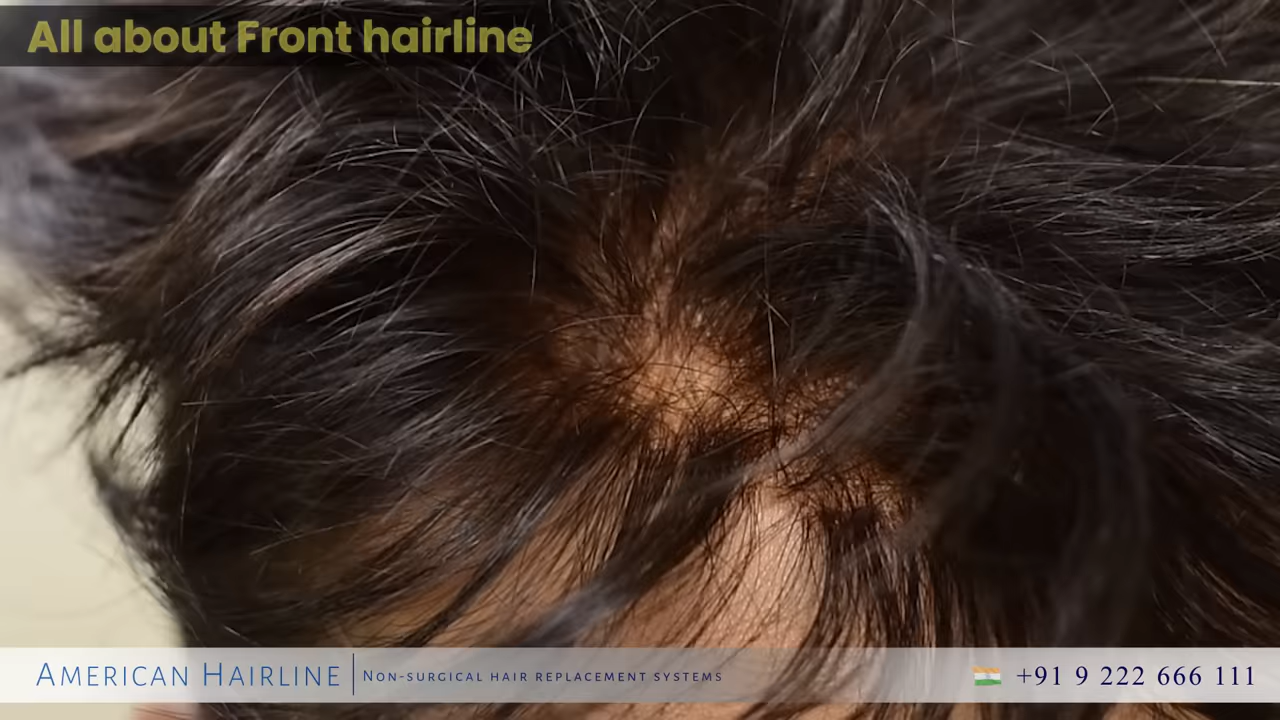 All about Front hairline
AMERICAN HAIRLINE
NON-SURGICAL HAIR REPLACEMENT SYSTEMS
+91 9 222 666 111